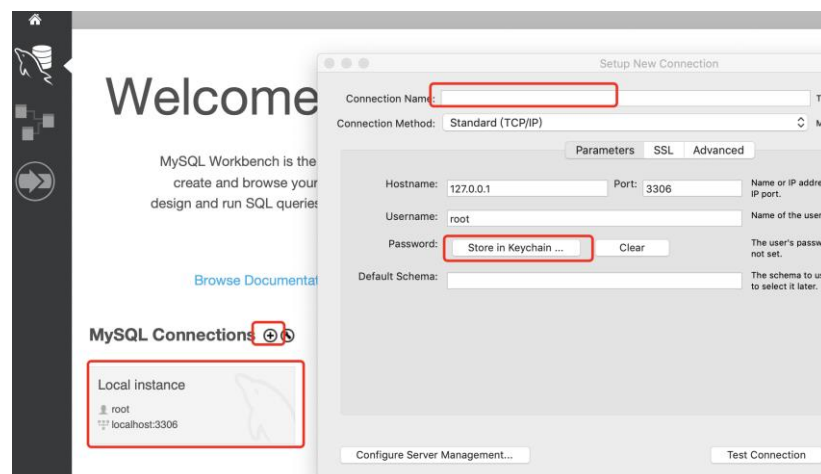 Welcome
MySQL Workbench is the
create and browse your
design and run SQL queries
Browse Documentat
MySQL Connections
Local instance
root
localhost:3306
Setup New Connection
Connection Name:
Connection Method: Standard (TCP/IP)
Parameters SSL Advanced
Hostname: 127.0.0.1 Port: 3306 Name or IP addre
IP port.
Username: root Name of the user
Password: Store in Keychain ... Clear The user's passw
not set.
Default Schema: The schema to u
to select it later.
Configure Server Management... Test Connection